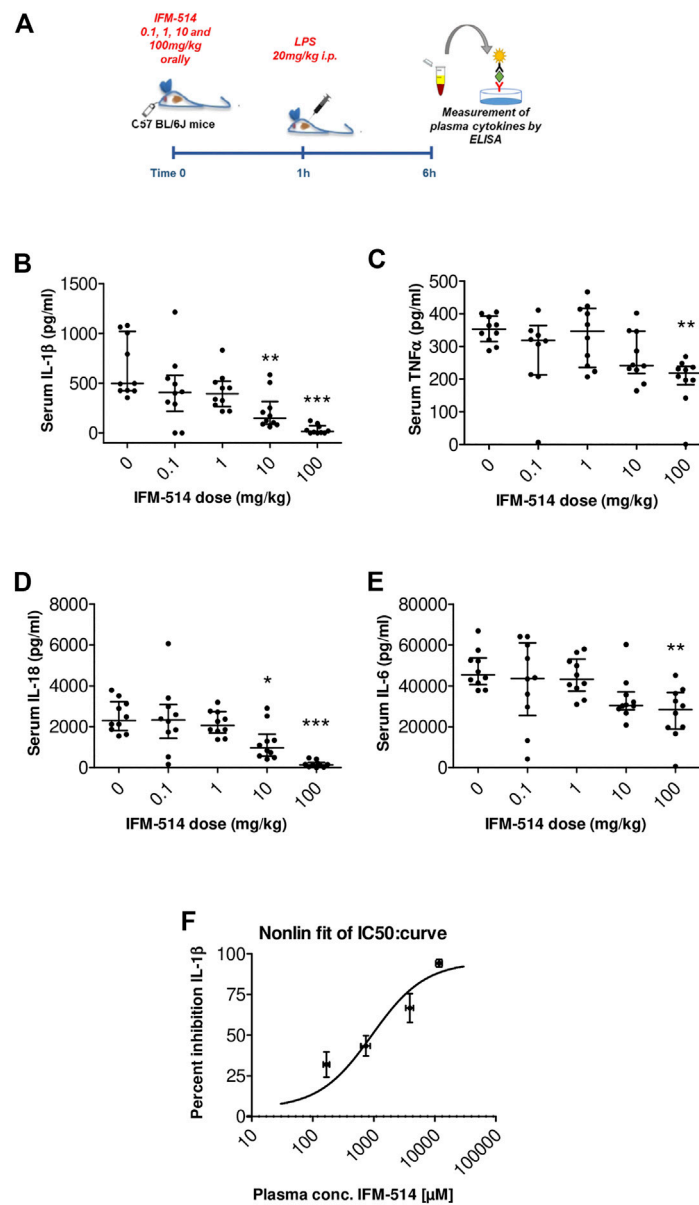 A
IFM-514
0.1, 1, 10 and
100mg/kg
orally
LPS
20mg/kg i.p.
C57 BL/6J mice
Measurement of
plasma cytokines by
ELISA
Time 0
1h
6h
B
Serum IL-1β (pg/ml)
1500
1000
500
0
**
***
0
0.1
1
10
100
IFM-514 dose (mg/kg)
C
Serum TNFα (pg/ml)
500
400
300
200
100
0
**
0
0.1
1
10
100
IFM-514 dose (mg/kg)
D
Serum IL-18 (pg/ml)
8000
6000
4000
2000
0
*
***
0
0.1
1
10
100
IFM-514 dose (mg/kg)
E
Serum IL-6 (pg/ml)
80000
60000
40000
20000
0
**
0
0.1
1
10
100
IFM-514 dose (mg/kg)
F
Nonlin fit of IC50:curve
Percent inhibition IL-1β
100
75
50
25
0
10
100
1000
10000
100000
Plasma conc. IFM-514 [µM]